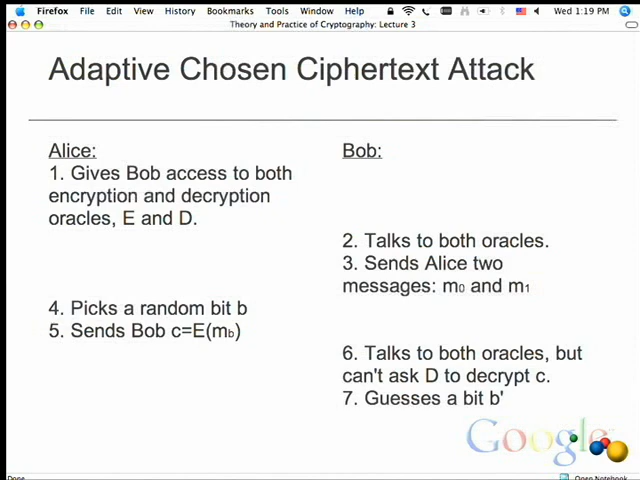 Firefox File Edit View History Bookmarks Tools Window Help Wed 1:19 PM
Theory and Practice of Cryptography: Lecture 3
Adaptive Chosen Ciphertext Attack
Alice:
1. Gives Bob access to both
encryption and decryption
oracles, E and D.
Bob:
2. Talks to both oracles.
3. Sends Alice two
messages: m0 and m1
4. Picks a random bit b
5. Sends Bob c=E(mb)
6. Talks to both oracles, but
can't ask D to decrypt c.
7. Guesses a bit b'
Google
Done
Open Notebook